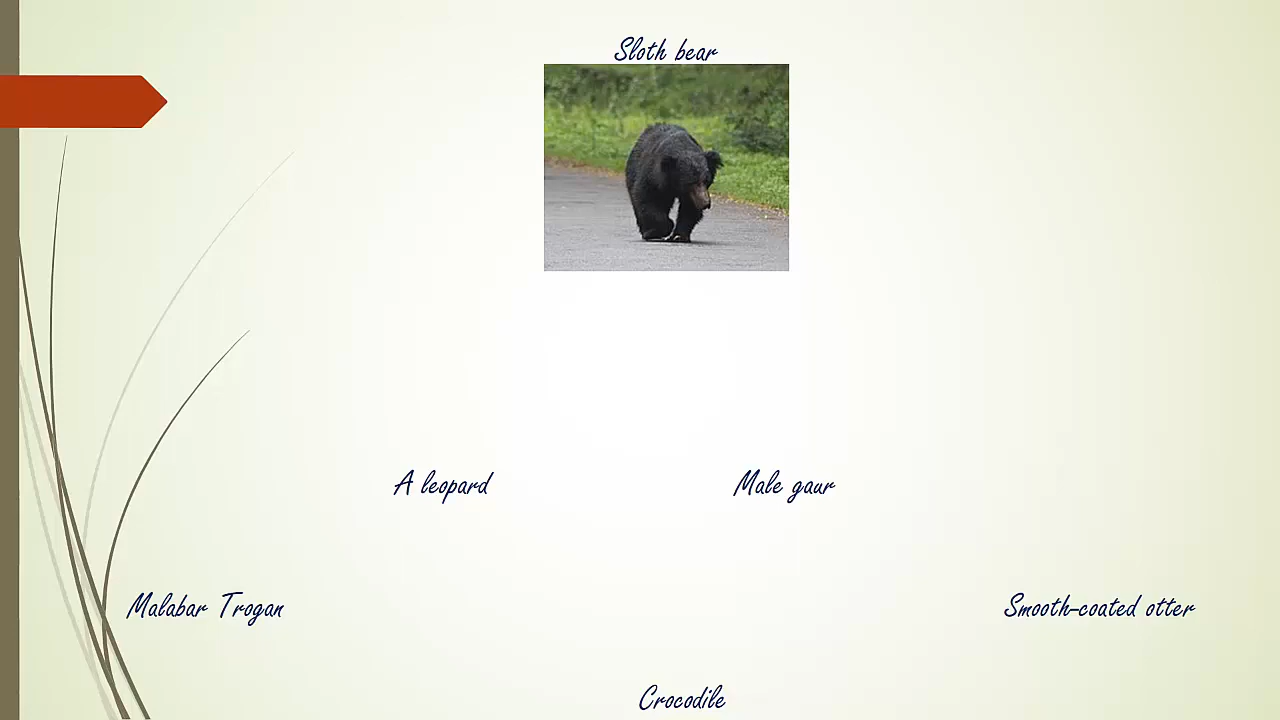 Sloth bear
A leopard
Male gaur
Malabar Trogan
Smooth-coated otter
Crocodile